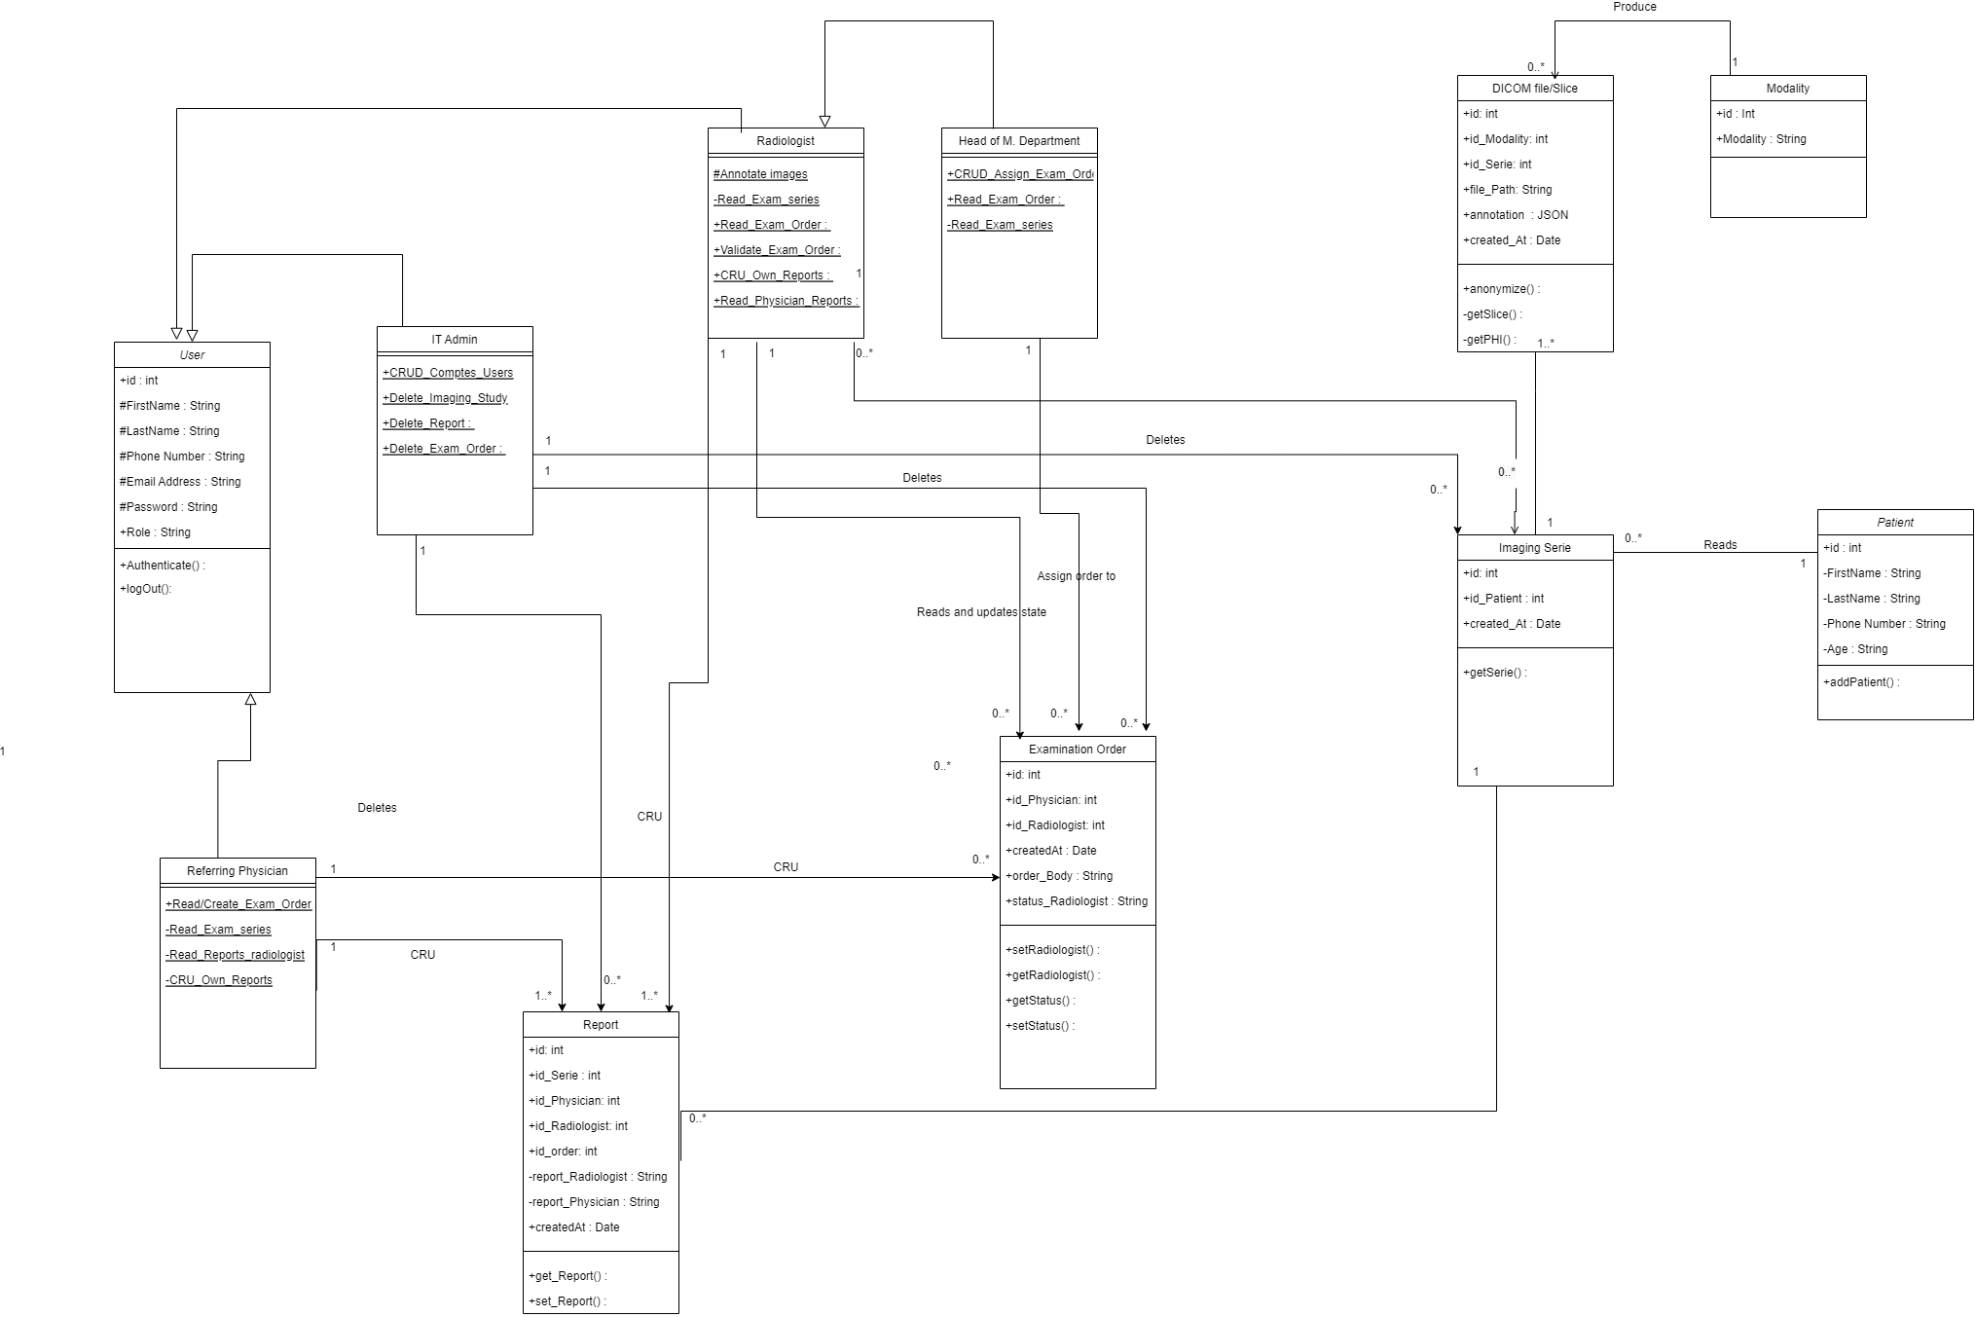 Produce
0..*
1
DICOM file/Slice
+id: int
+id_Modality: int
+id_Serie: int
+file_Path: String
+annotation  : JSON
+created_At : Date
+anonymize() :
-getSlice() :
-getPHI() :
1..*
Modality
+id : Int
+Modality : String
Radiologist
#Annotate images
-Read_Exam_series
+Read_Exam_Order :
+Validate_Exam_Order :
+CRU_Own_Reports :
1
+Read_Physician_Reports :
1
1
0..*
Head of M. Department
+CRUD_Assign_Exam_Orde
+Read_Exam_Order :
-Read_Exam_series
1
User
+id : int
#FirstName : String
#LastName : String
#Phone Number : String
#Email Address : String
#Password : String
+Role : String
+Authenticate() :
+logOut():
IT Admin
+CRUD_Comptes_Users
+Delete_Imaging_Study
+Delete_Report :
+Delete_Exam_Order :
1
Deletes
1
Deletes
0..*
0..*
1
1
Imaging Serie
+id: int
+id_Patient : int
+created_At : Date
+getSerie() :
1
0..*
Reads
1
Patient
+id : int
-FirstName : String
-LastName : String
-Phone Number : String
-Age : String
+addPatient() :
Assign order to
Reads and updates state
0..*
0..*
0..*
0..*
Examination Order
+id: int
+id_Physician: int
+id_Radiologist: int
+createdAt : Date
+order_Body : String
+status_Radiologist : String
+setRadiologist() :
+getRadiologist() :
+getStatus() :
+setStatus() :
1
Deletes
CRU
Referring Physician
+Read/Create_Exam_Order
-Read_Exam_series
-Read_Reports_radiologist
-CRU_Own_Reports
1
CRU
0..*
1
CRU
1..*
0..*
1..*
Report
+id: int
+id_Serie : int
+id_Physician: int
+id_Radiologist: int
+id_order: int
-report_Radiologist : String
-report_Physician : String
+createdAt : Date
+get_Report() :
+set_Report() :
0..*